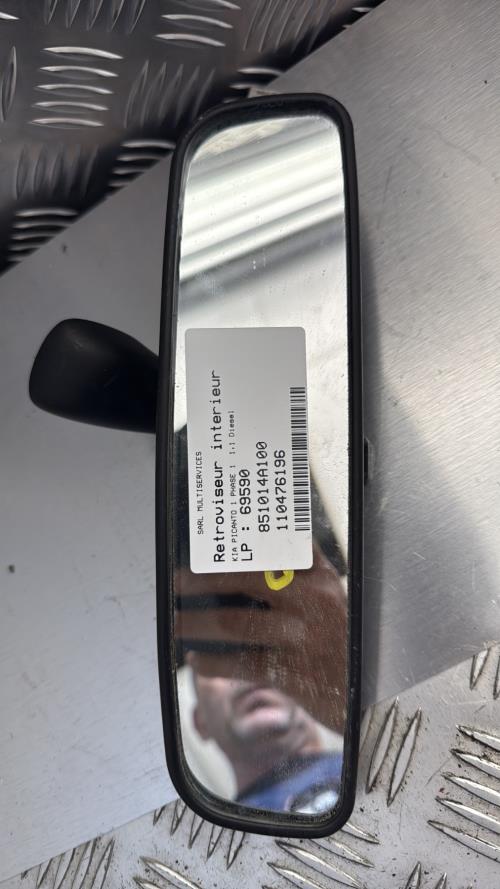 SARL MULTISERVICES
Retroviseur interieur
KIA PICANTO 1 PHASE 1 1.1 Diesel
LP : 69590
851014A100
110476196